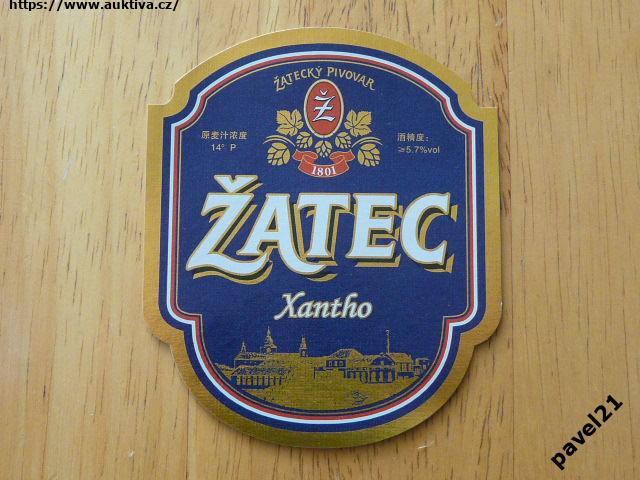 https://www.auktiva.cz/
ŽATECKÝ PIVOVAR
Ž
原麦汁浓度
14° P
酒精度:
≥5.7%vol
1801
ŽATEC
Xantho
pavel21